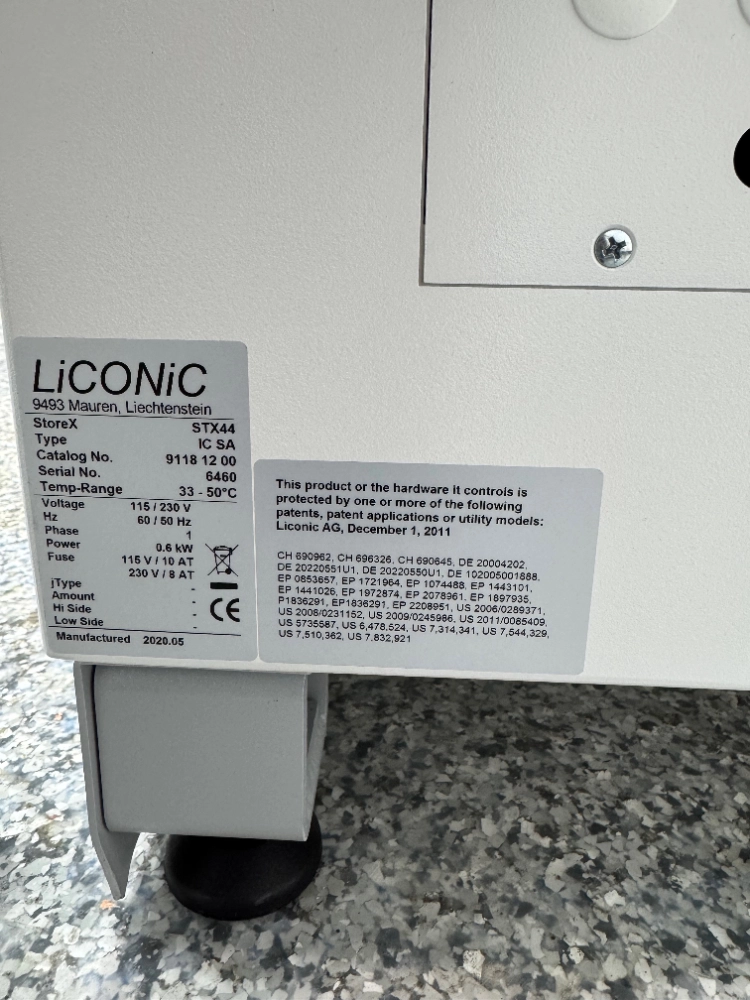 LiCONiC
9493 Mauren, Liechtenstein
StoreX STX44
Type IC SA
Catalog No. 9118 12 00
Serial No. 6460
Temp-Range 33 - 50°C
Voltage 115 / 230 V
Hz 60 / 50 Hz
Phase 1
Power 0.6 kW
Fuse 115 V / 10 AT
230 V / 8 AT
jType -
Amount -
Hi Side -
Low Side -
CE
Manufactured 2020.05
This product or the hardware it controls is
protected by one or more of the following
patents, patent applications or utility models:
Liconic AG, December 1, 2011
CH 690962, CH 696326, CH 690645, DE 20004202,
DE 20220551U1, DE 20220550U1, DE 102005001888,
EP 0853657, EP 1721964, EP 1074488, EP 1443101,
EP 1441026, EP 1972874, EP 2078961, EP 1897935,
P1836291, EP1836291, EP 2208951, US 2006/0289371,
US 2008/0231152, US 2009/0245986, US 2011/0085409,
US 5735587, US 6,478,524, US 7,314,341, US 7,544,329,
US 7,510,362, US 7,832,921